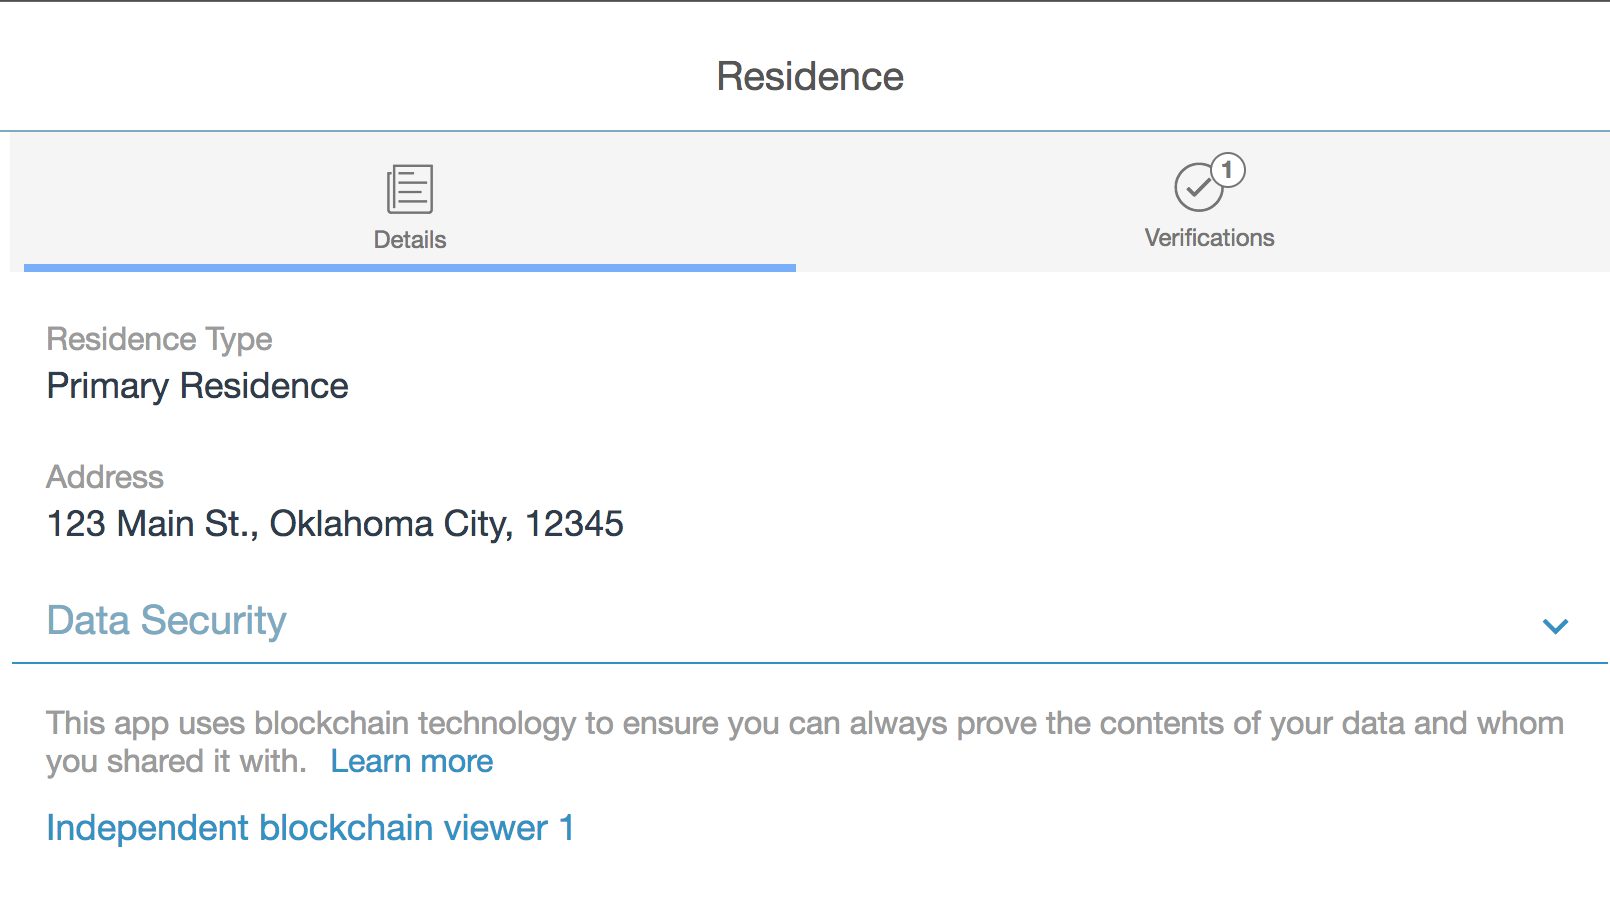 Residence
1
Details
Verifications
Residence Type
Primary Residence
Address
123 Main St., Oklahoma City, 12345
Data Security
This app uses blockchain technology to ensure you can always prove the contents of your data and whom
you shared it with. Learn more
Independent blockchain viewer 1